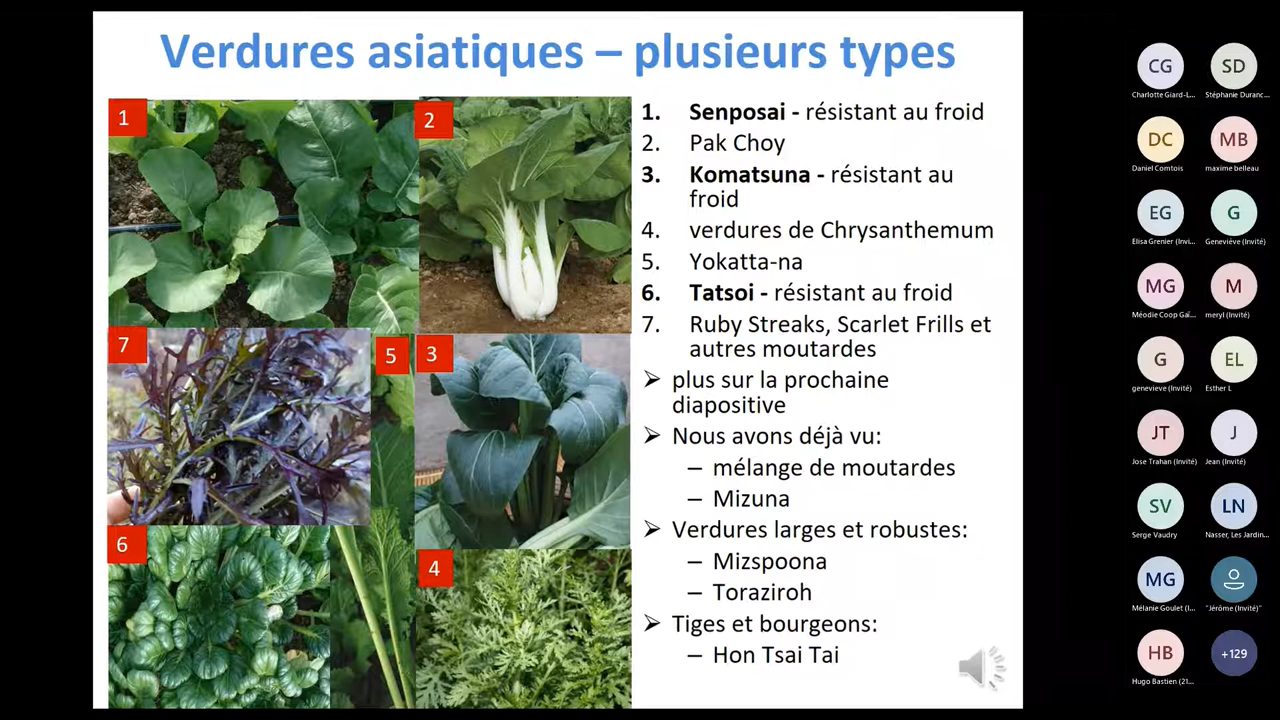 Verdures asiatiques – plusieurs types
1
2
7
5
3
6
4
1. Senposai - résistant au froid
2. Pak Choy
3. Komatsuna - résistant au
froid
4. verdures de Chrysanthemum
5. Yokatta-na
6. Tatsoi - résistant au froid
7. Ruby Streaks, Scarlet Frills et
autres moutardes
➢ plus sur la prochaine
diapositive
➢ Nous avons déjà vu:
– mélange de moutardes
– Mizuna
➢ Verdures larges et robustes:
– Mizspoona
– Toraziroh
➢ Tiges et bourgeons:
– Hon Tsai Tai
CG
Charlotte Giard-L...
SD
Stéphanie Duranc...
DC
Daniel Comtois
MB
maxime belleau
EG
Elisa Grenier (Invi...
G
Geneviève (Invité)
MG
Méodie Coop Gaï...
M
meryl (Invité)
G
genevieve (Invité)
EL
Esther L
JT
Jose Trahan (Invité)
J
Jean (Invité)
SV
Serge Vaudry
LN
Nasser, Les Jardin...
MG
Mélanie Goulet (I...
"Jérôme (Invité)"
HB
Hugo Bastien (21...
+129